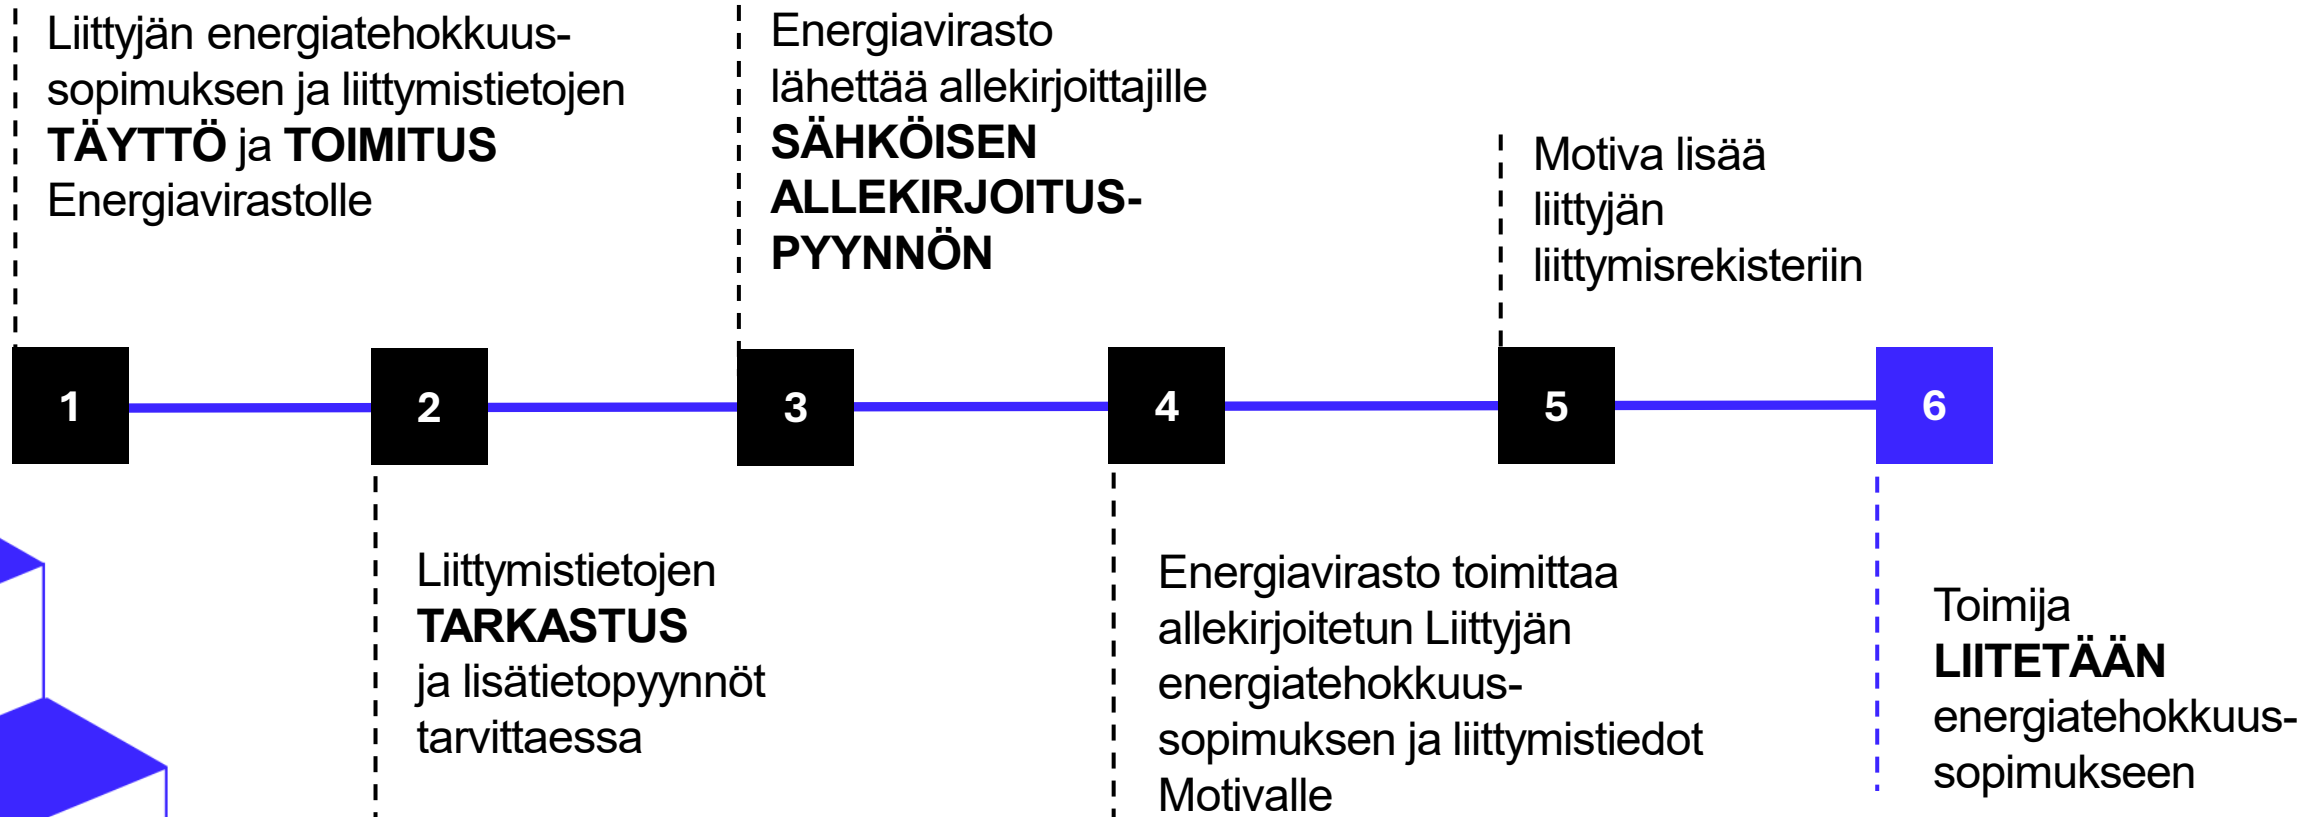 Liittyjän energiatehokkuus-
sopimuksen ja liittymistietojen
TÄYTTÖ ja TOIMITUS
Energiavirastolle
Energiavirasto
lähettää allekirjoittajille
SÄHKÖISEN
ALLEKIRJOITUS-
PYYNNÖN
Motiva lisää
liittyjän
liittymisrekisteriin
1
2
3
4
5
6
Liittymistietojen
TARKASTUS
ja lisätietopyynnöt
tarvittaessa
Energiavirasto toimittaa
allekirjoitetun Liittyjän
energiatehokkuus-
sopimuksen ja liittymistiedot
Motivalle
Toimija
LIITETÄÄN
energiatehokkuus-
sopimukseen